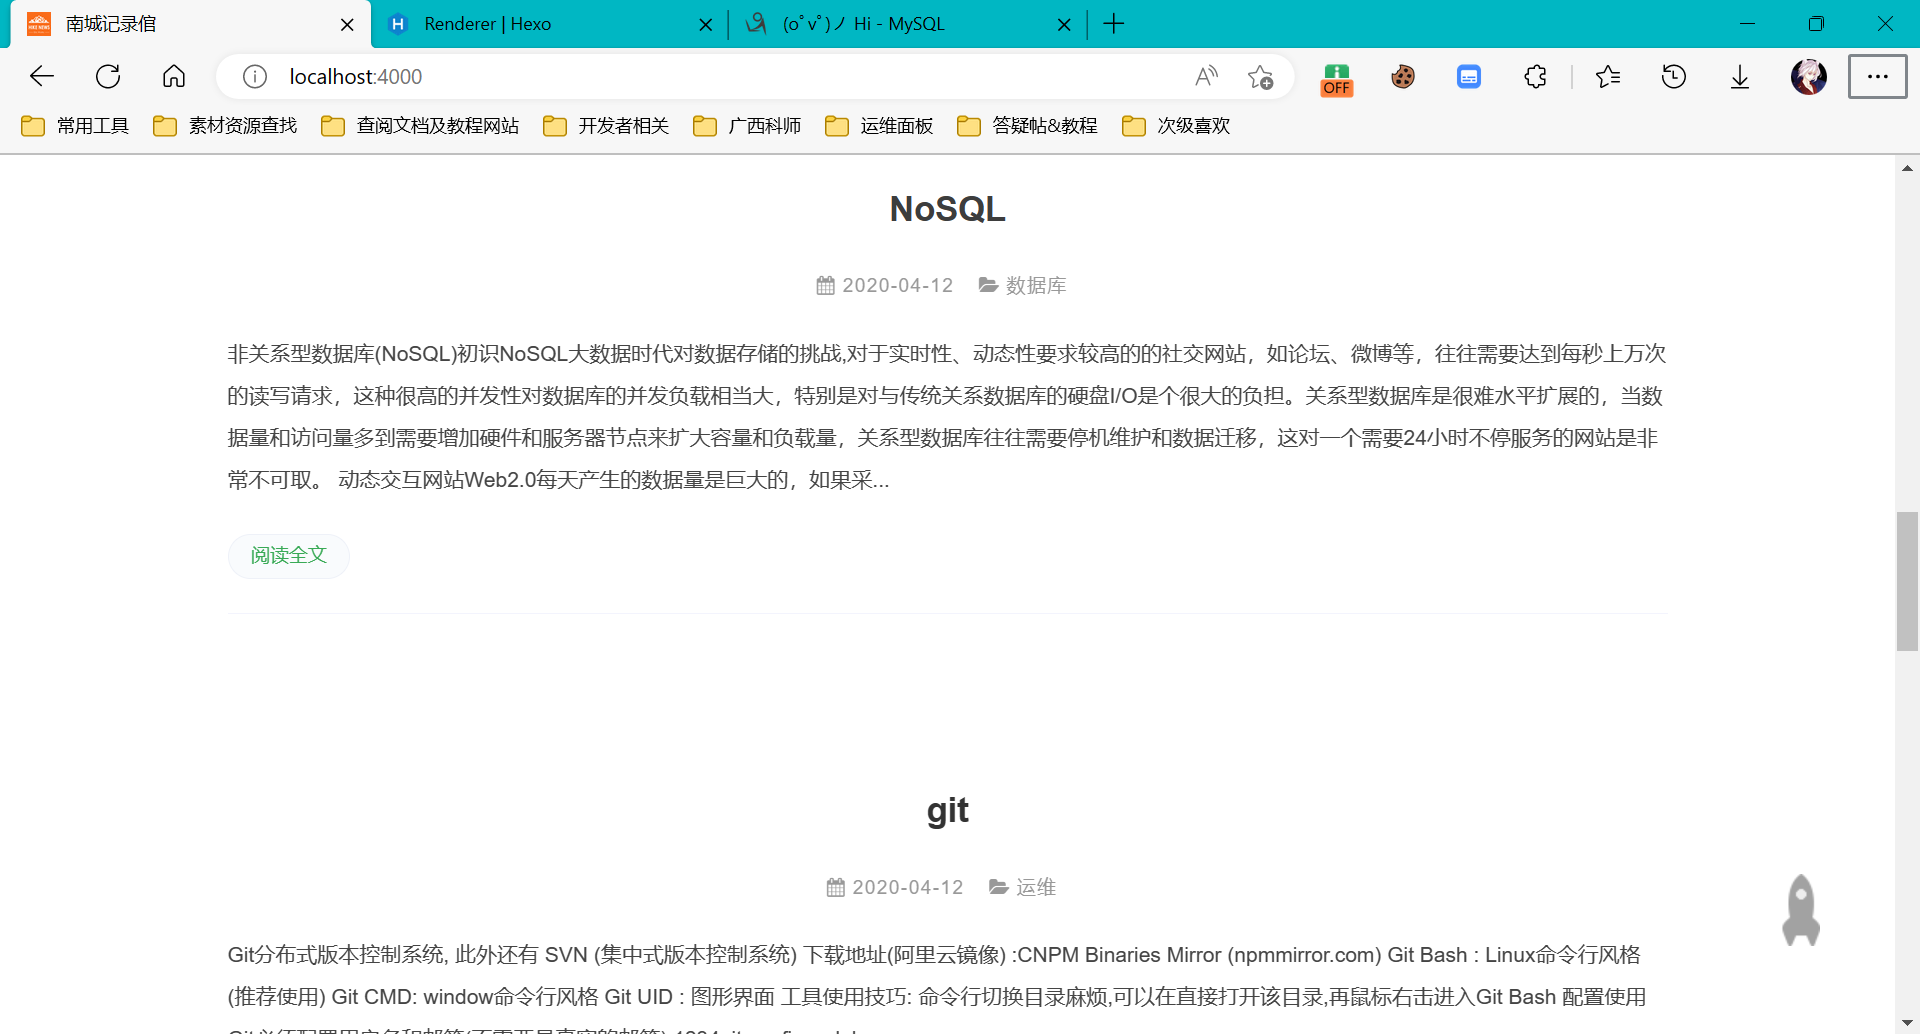 南城记录倌
Renderer | Hexo
(oﾟvﾟ)ノ Hi - MySQL
localhost:4000
OFF
常用工具
素材资源查找
查阅文档及教程网站
开发者相关
广西科师
运维面板
答疑帖&教程
次级喜欢
NoSQL
2020-04-12 数据库
非关系型数据库(NoSQL)初识NoSQL大数据时代对数据存储的挑战,对于实时性、动态性要求较高的的社交网站，如论坛、微博等，往往需要达到每秒上万次
的读写请求，这种很高的并发性对数据库的并发负载相当大，特别是对与传统关系数据库的硬盘I/O是个很大的负担。关系型数据库是很难水平扩展的，当数
据量和访问量多到需要增加硬件和服务器节点来扩大容量和负载量，关系型数据库往往需要停机维护和数据迁移，这对一个需要24小时不停服务的网站是非
常不可取。 动态交互网站Web2.0每天产生的数据量是巨大的，如果采...
阅读全文
git
2020-04-12 运维
Git分布式版本控制系统, 此外还有 SVN (集中式版本控制系统) 下载地址(阿里云镜像) :CNPM Binaries Mirror (npmmirror.com) Git Bash : Linux命令行风格
(推荐使用) Git CMD: window命令行风格 Git UID : 图形界面 工具使用技巧: 命令行切换目录麻烦,可以在直接打开该目录,再鼠标右击进入Git Bash 配置使用